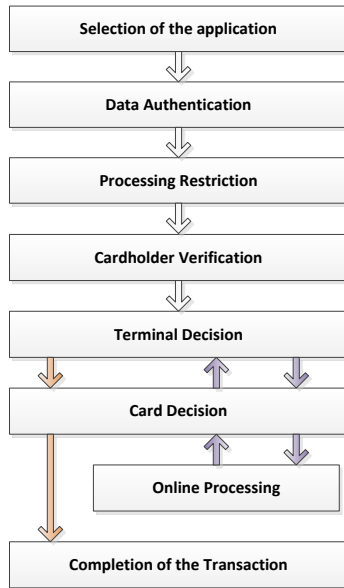 Selection of the application
Data Authentication
Processing Restriction
Cardholder Verification
Terminal Decision
Card Decision
Online Processing
Completion of the Transaction